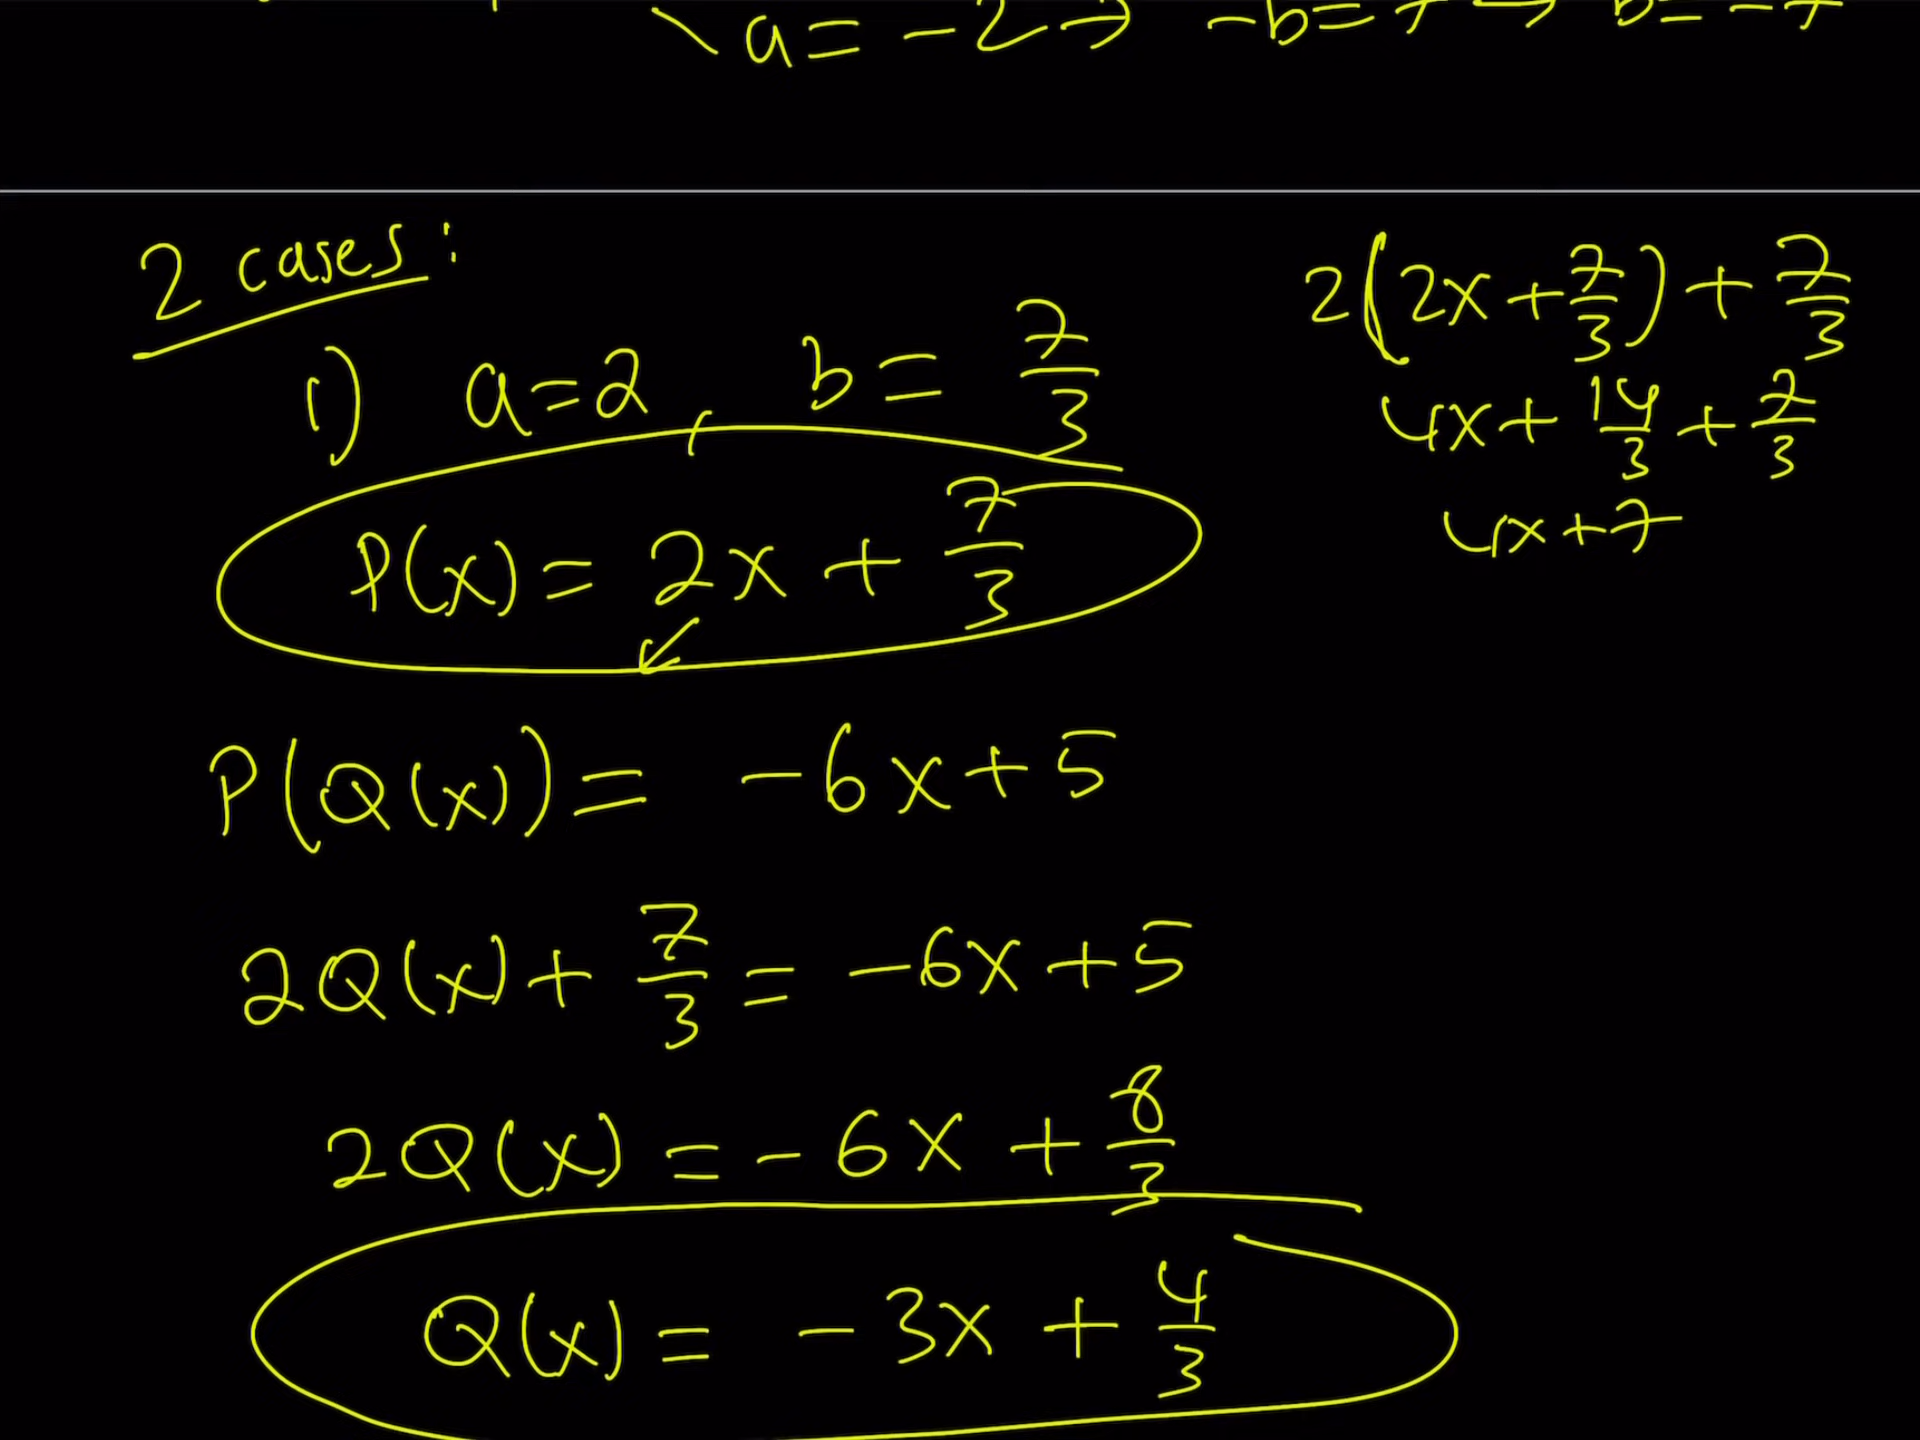 a = -2 → -b = 7 → b = -7
2 cases:
1) a=2, b = 7/3
P(x) = 2x + 7/3
P(Q(x)) = -6x+5
2Q(x) + 7/3 = -6x+5
2Q(x) = -6x + 8/3
Q(x) = -3x + 4/3
2(2x + 7/3) + 7/3
4x + 14/3 + 7/3
4x + 7